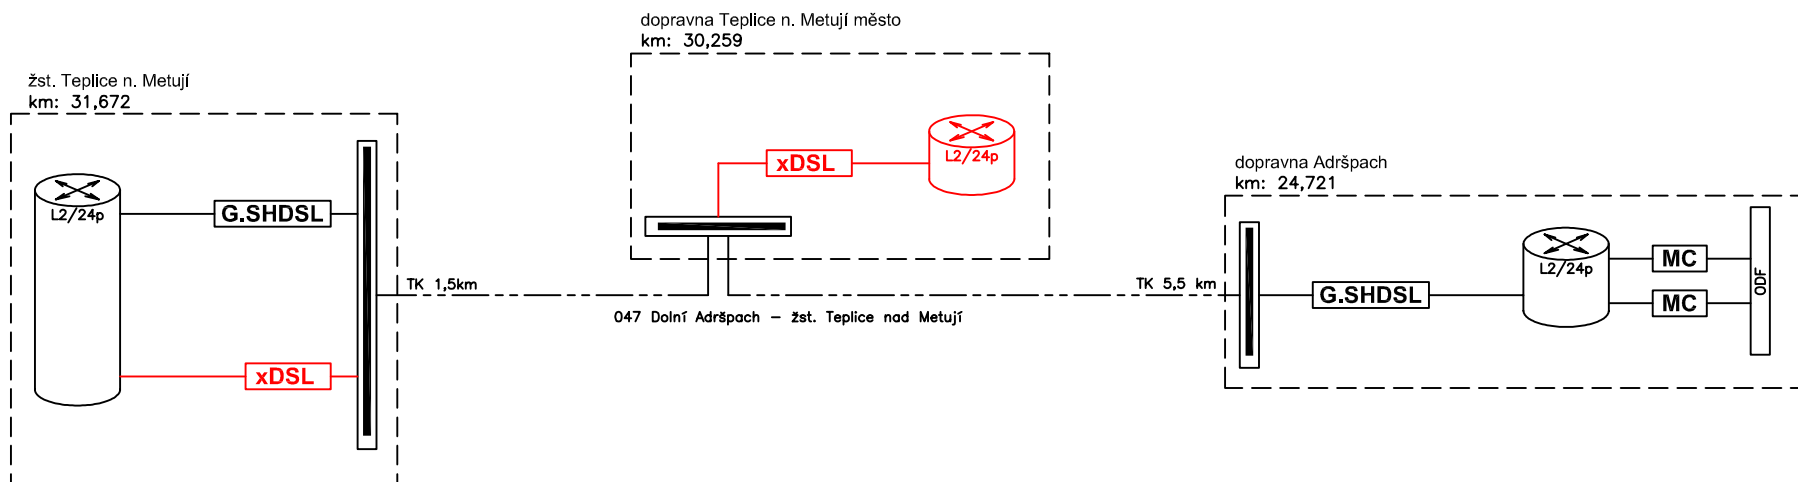 dopravna Teplice n. Metují město
km: 30,259
žst. Teplice n. Metují
km: 31,672
L2/24p
G.SHDSL
xDSL
TK 1,5km
xDSL
L2/24p
047 Dolní Adršpach – žst. Teplice nad Metují
dopravna Adršpach
km: 24,721
TK 5,5 km
G.SHDSL
L2/24p
MC
MC
ODF